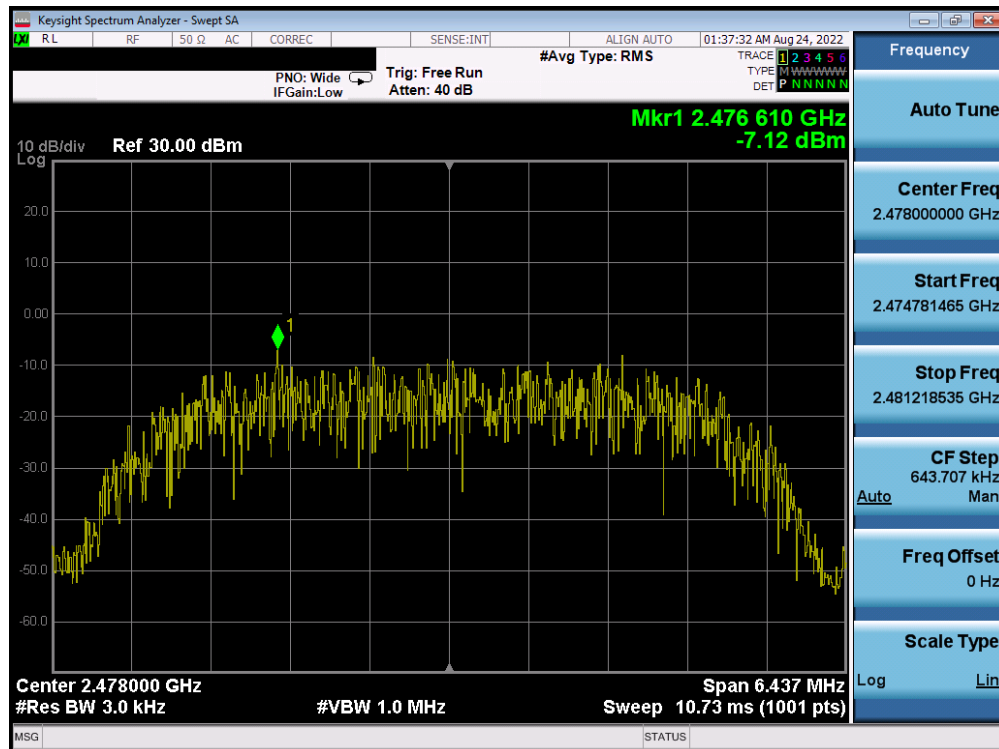 Keysight Spectrum Analyzer - Swept SA
LXI RL RF 50 Ω AC CORREC SENSE:INT ALIGN AUTO 01:37:32 AM Aug 24, 2022
#Avg Type: RMS TRACE 1 2 3 4 5 6
PNO: Wide Trig: Free Run TYPE M WWWWW
IFGain:Low Atten: 40 dB DET P N N N N N
Mkr1 2.476 610 GHz
-7.12 dBm
10 dB/div Ref 30.00 dBm
Log
20.0
10.0
0.00
1
-10.0
-20.0
-30.0
-40.0
-50.0
-60.0
Center 2.478000 GHz Span 6.437 MHz
#Res BW 3.0 kHz #VBW 1.0 MHz Sweep 10.73 ms (1001 pts)
MSG STATUS
Frequency
Auto Tune
Center Freq
2.478000000 GHz
Start Freq
2.474781465 GHz
Stop Freq
2.481218535 GHz
CF Step
643.707 kHz
Auto Man
Freq Offset
0 Hz
Scale Type
Log Lin